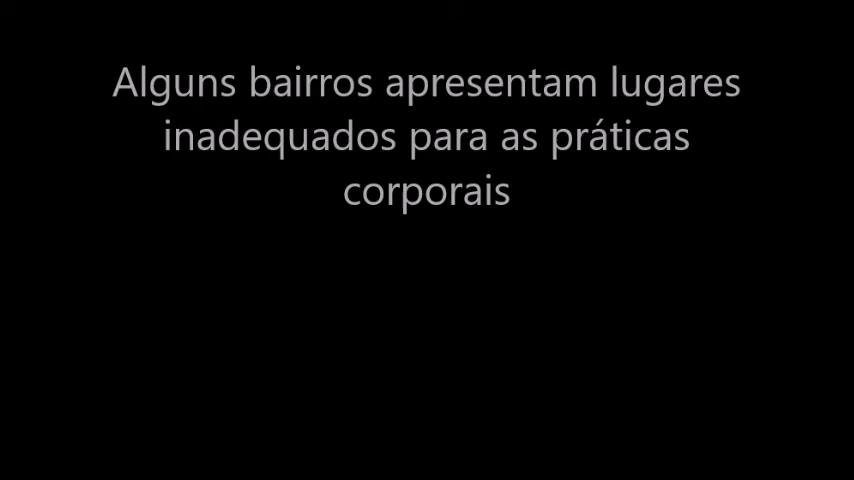 Alguns bairros apresentam lugares
inadequados para as práticas
corporais